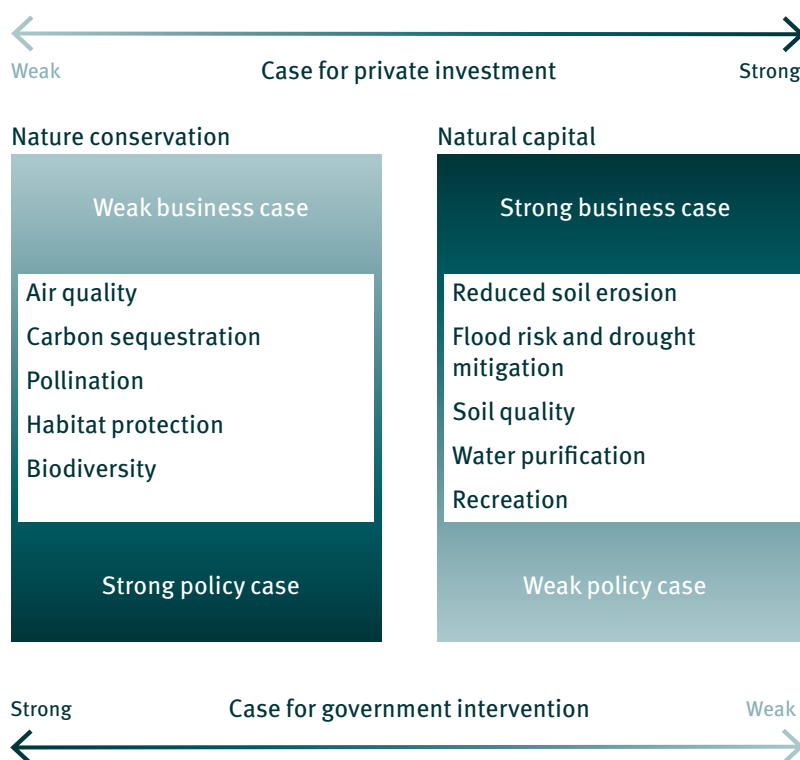 Weak Case for private investment Strong
Nature conservation
Weak business case
Air quality
Carbon sequestration
Pollination
Habitat protection
Biodiversity
Strong policy case
Natural capital
Strong business case
Reduced soil erosion
Flood risk and drought
mitigation
Soil quality
Water purification
Recreation
Weak policy case
Strong Case for government intervention Weak